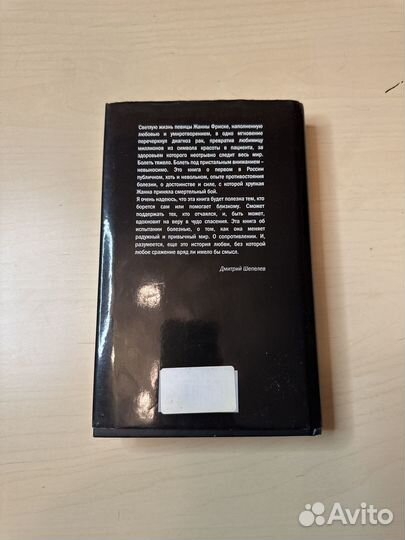 Светлую жизнь певицы Жанны Фриске, наполненную
любовью и умиротворением, в одно мгновение
перечеркнул диагноз рак, превратив любимицу
миллионов из символа красоты в пациента, за
здоровьем которого неотрывно следит весь мир.
Болеть тяжело. Болеть под пристальным вниманием –
невыносимо. Это книга о первом в России
публичном, хоть и невольном, опыте противостояния
болезни, о достоинстве и силе, с которой хрупкая
Жанна приняла смертельный бой.
Я очень надеюсь, что эта книга будет полезна тем, кто
борется сам или помогает близкому. Сможет
поддержать тех, кто отчаялся, и, быть может,
вдохновит на веру в чудо спасения. Эта книга об
испытании болезнью, о том, как она меняет
радужный и привычный мир. О сопротивлении. И,
разумеется, еще это история любви, без которой
любое сражение вряд ли имело бы смысл.
Дмитрий Шепелев
Avito